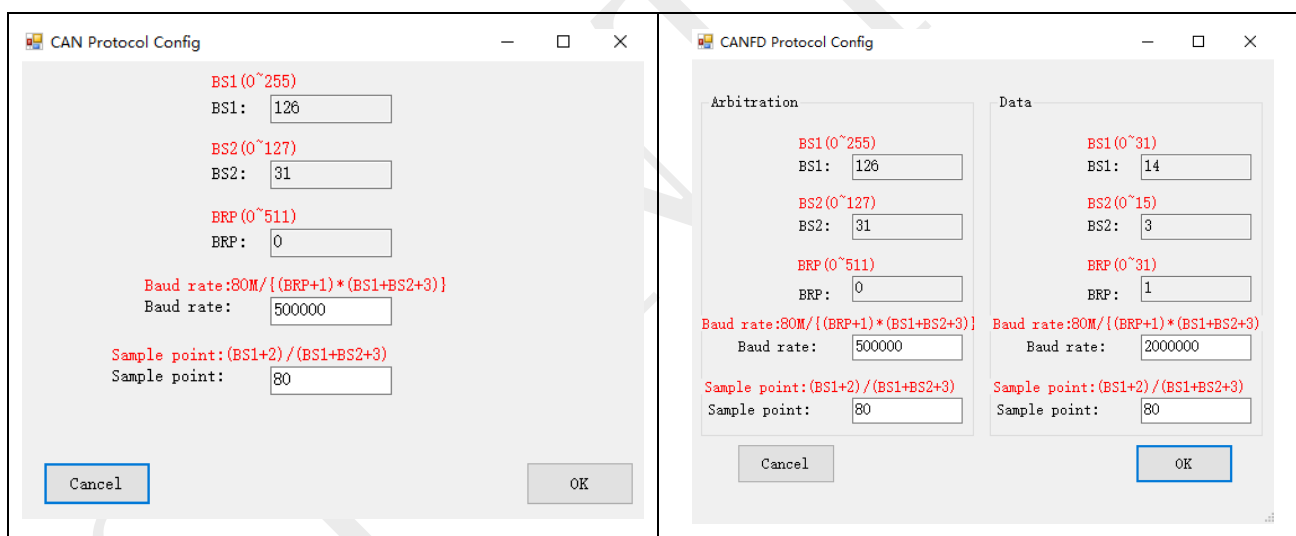 CAN Protocol Config
BS1(0~255)
BS1: 126
BS2(0~127)
BS2: 31
BRP(0~511)
BRP: 0
Baud rate:80M/{(BRP+1)*(BS1+BS2+3)}
Baud rate: 500000
Sample point:(BS1+2)/(BS1+BS2+3)
Sample point: 80
Cancel OK
CANFD Protocol Config
Arbitration
BS1(0~255)
BS1: 126
BS2(0~127)
BS2: 31
BRP(0~511)
BRP: 0
Baud rate:80M/{(BRP+1)*(BS1+BS2+3)}
Baud rate: 500000
Sample point:(BS1+2)/(BS1+BS2+3)
Sample point: 80
Data
BS1(0~31)
BS1: 14
BS2(0~15)
BS2: 3
BRP(0~31)
BRP: 1
Baud rate:80M/{(BRP+1)*(BS1+BS2+3)
Baud rate: 2000000
Sample point:(BS1+2)/(BS1+BS2+3)
Sample point: 80
Cancel OK